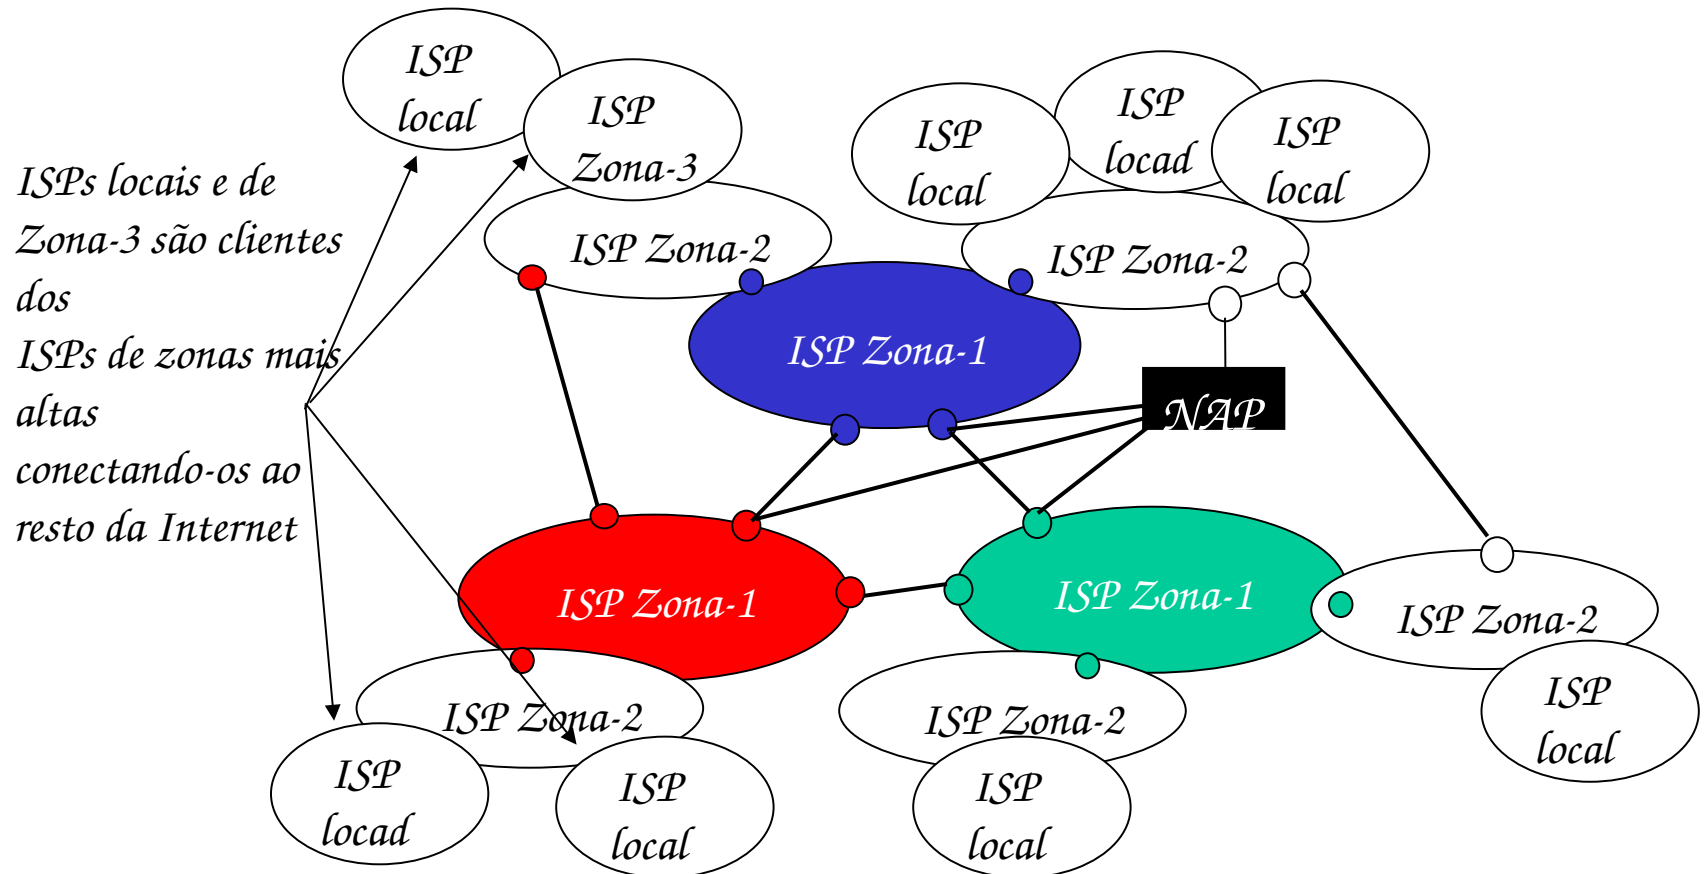 ISP
local
ISP
Zona-3
ISP
local
ISP
locad
ISP
local
ISPs locais e de
Zona-3 são clientes
dos
ISPs de zonas mais
altas
conectando-os ao
resto da Internet
ISP Zona-2
ISP Zona-2
ISP Zona-1
NAP
ISP Zona-1
ISP Zona-1
ISP Zona-2
ISP Zona-2
ISP Zona-2
ISP
local
ISP
locad
ISP
local
ISP
local